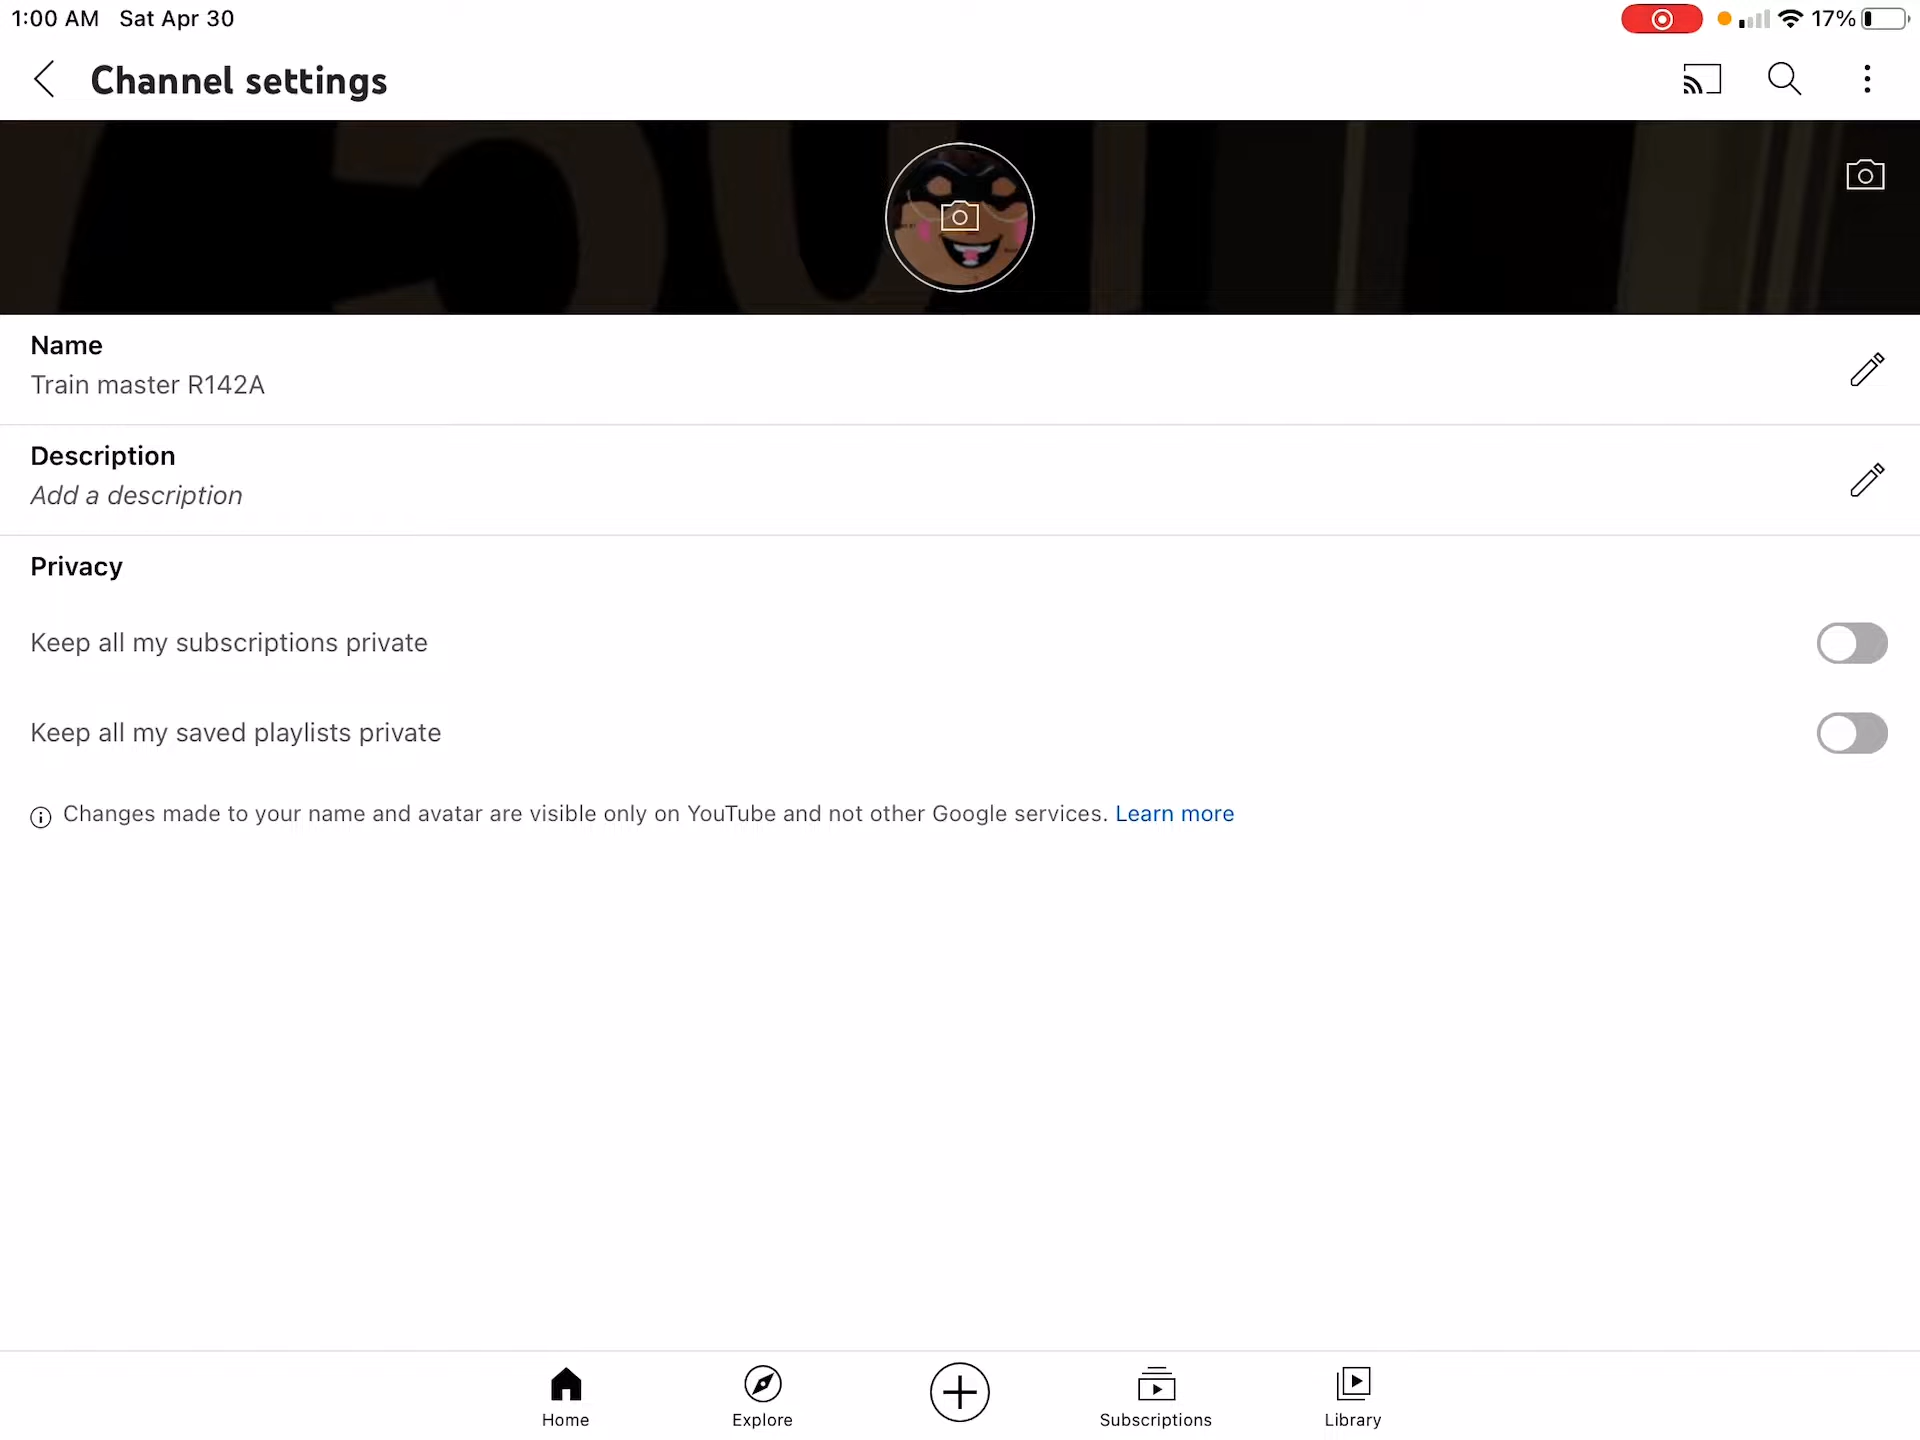 1:00 AM Sat Apr 30
17%
Channel settings
Name
Train master R142A
Description
Add a description
Privacy
Keep all my subscriptions private
Keep all my saved playlists private
Changes made to your name and avatar are visible only on YouTube and not other Google services. Learn more
Home
Explore
Subscriptions
Library